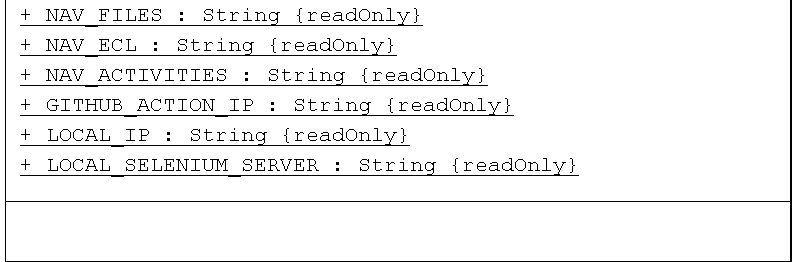 + NAV_FILES : String {readOnly}
+ NAV_ECL : String {readOnly}
+ NAV_ACTIVITIES : String {readOnly}
+ GITHUB_ACTION_IP : String {readOnly}
+ LOCAL_IP : String {readOnly}
+ LOCAL_SELENIUM_SERVER : String {readOnly}